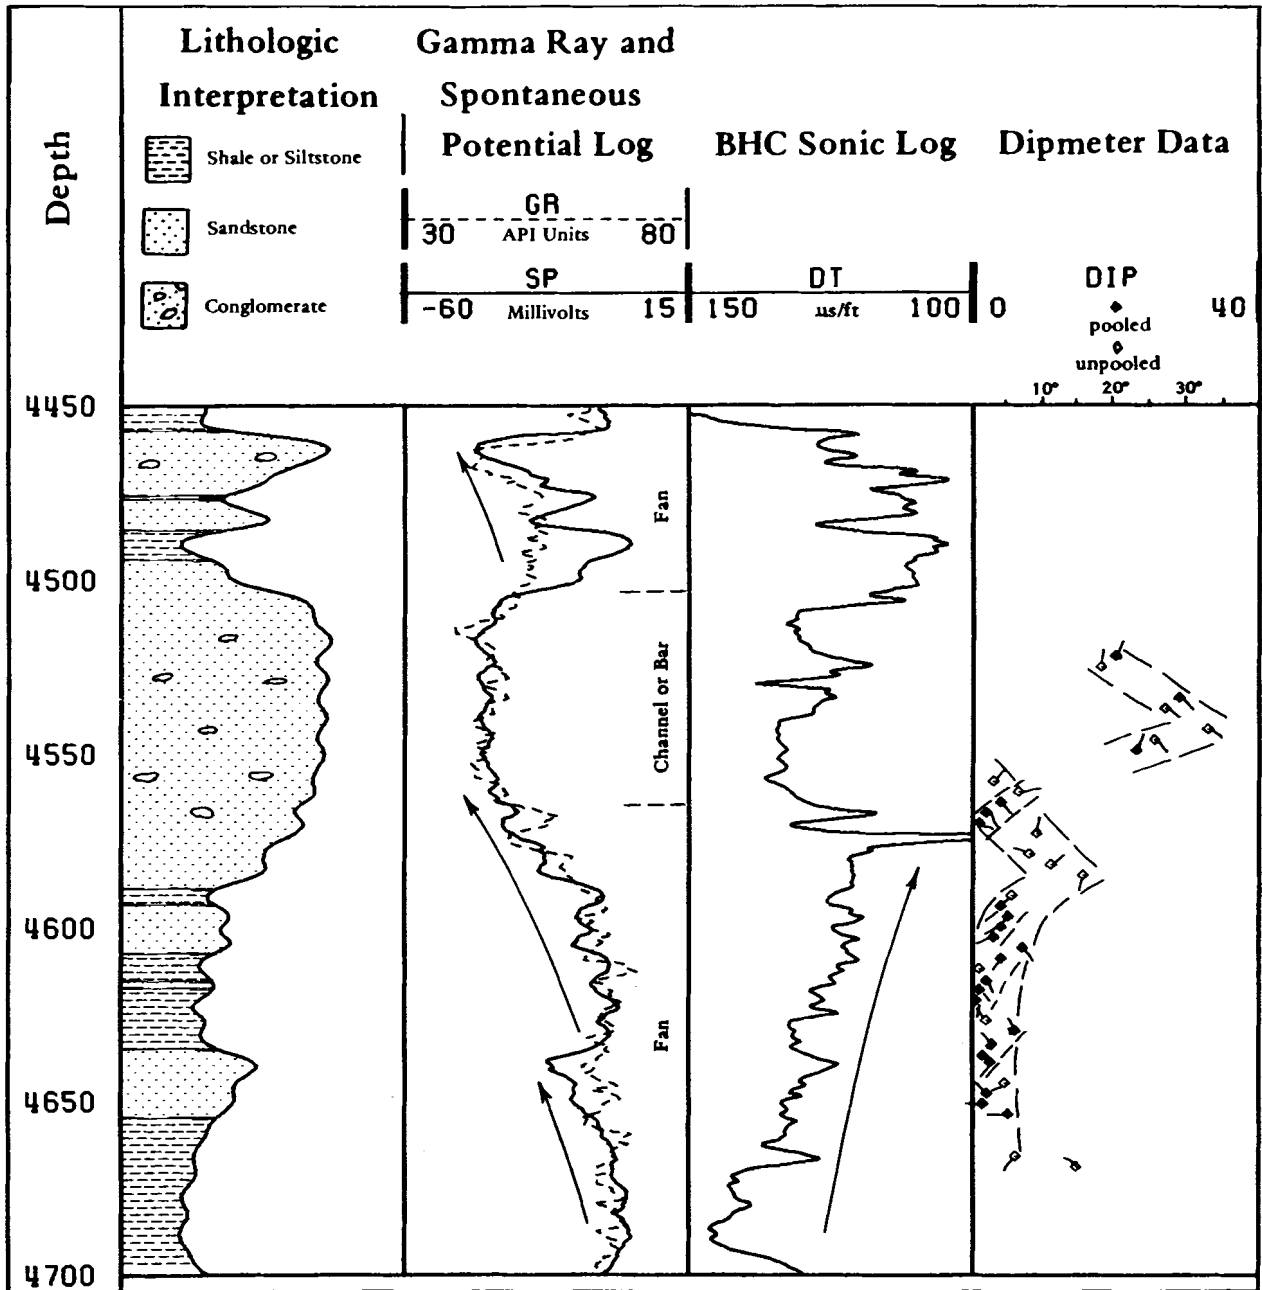 Depth
Lithologic
Interpretation
Shale or Siltstone
Sandstone
Conglomerate
Gamma Ray and
Spontaneous
Potential Log
GR
30 API Units 80
SP
-60 Millivolts 15
BHC Sonic Log
DT
150 us/ft 100
Dipmeter Data
DIP
0 40
pooled
unpooled
10° 20° 30°
4450
4500
4550
4600
4650
4700
Fan
Channel or Bar
Fan